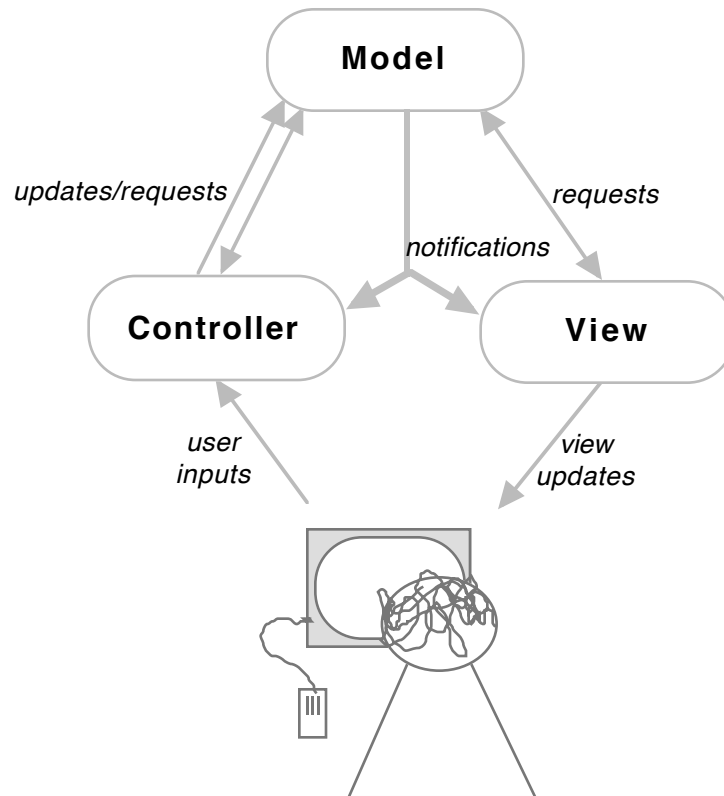 Model
updates/requests
requests
notifications
Controller
View
user
inputs
view
updates